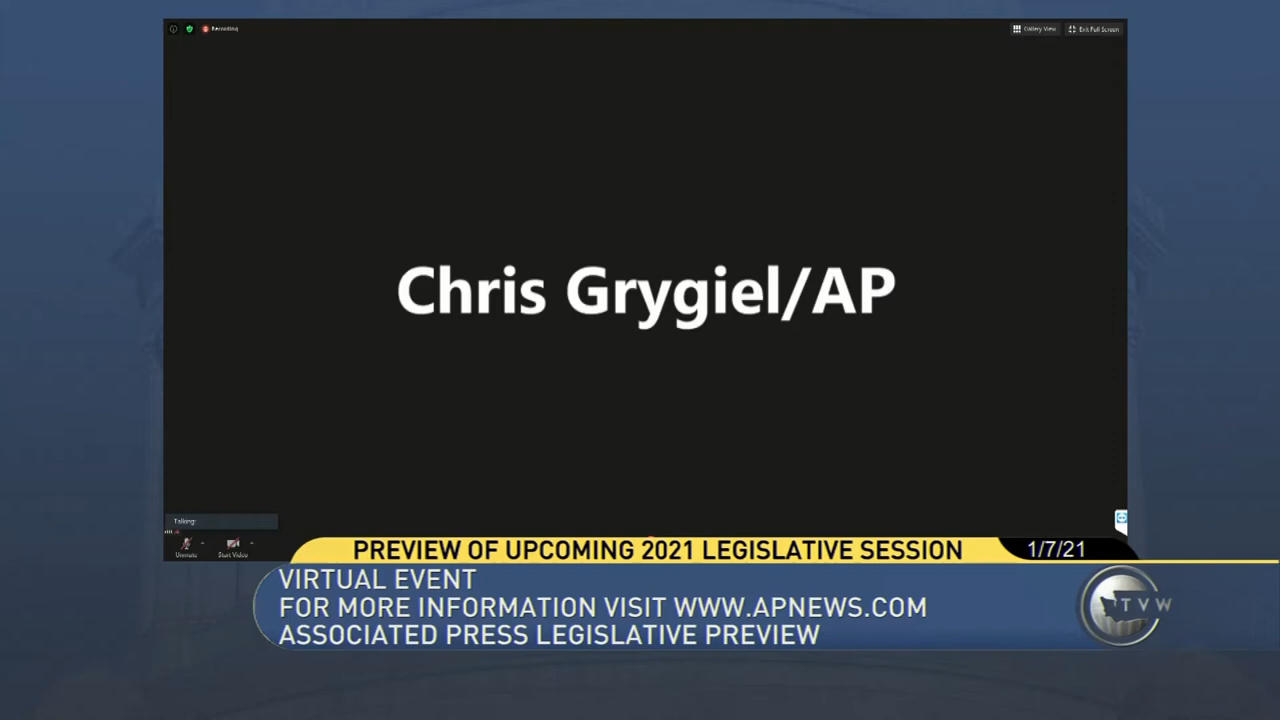 Recording
Gallery View
Exit Full Screen
Chris Grygiel/AP
Talking:
Unmute
Start Video
PREVIEW OF UPCOMING 2021 LEGISLATIVE SESSION
1/7/21
VIRTUAL EVENT
FOR MORE INFORMATION VISIT WWW.APNEWS.COM
ASSOCIATED PRESS LEGISLATIVE PREVIEW
TVW